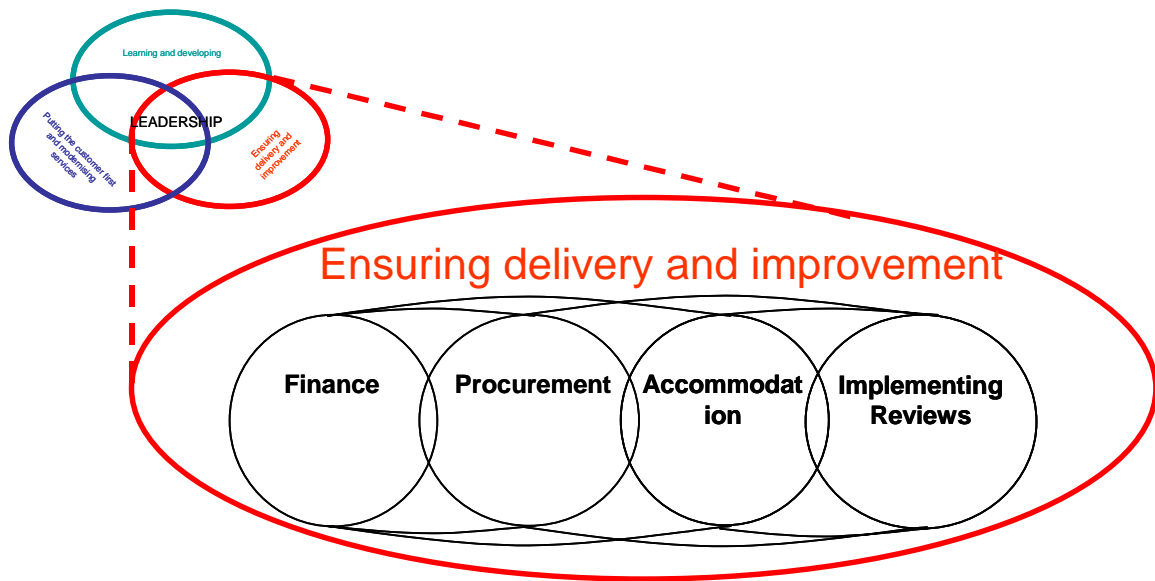 Learning and developing
LEADERSHIP
Putting the customer first
and modernising
services
Ensuring
delivery and
improvement
Ensuring delivery and improvement
Finance
Procurement
Accommodat
ion
Implementing
Reviews